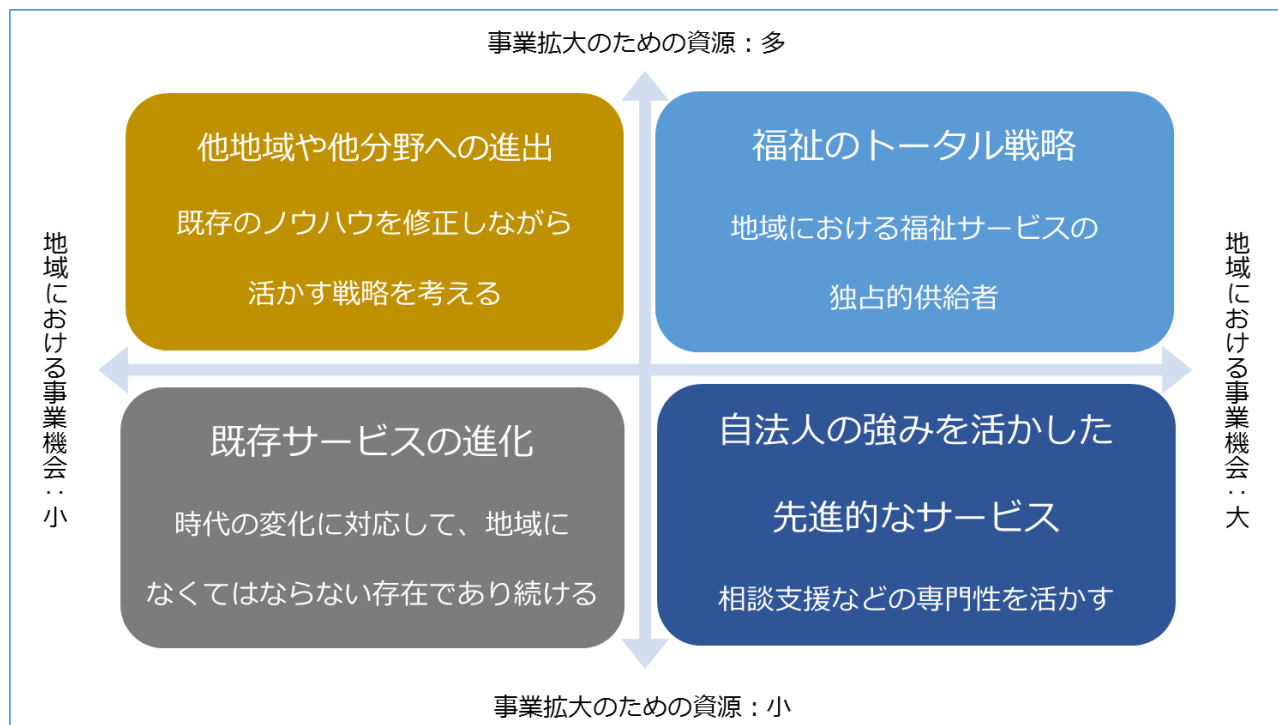 事業拡大のための資源：多
他地域や他分野への進出
既存のノウハウを修正しながら
活かす戦略を考える
福祉のトータル戦略
地域における福祉サービスの
独占的供給者
地域における事業機会：小
地域における事業機会：大
既存サービスの進化
時代の変化に対応して、地域に
なくてはならない存在であり続ける
自法人の強みを活かした
先進的なサービス
相談支援などの専門性を活かす
事業拡大のための資源：小